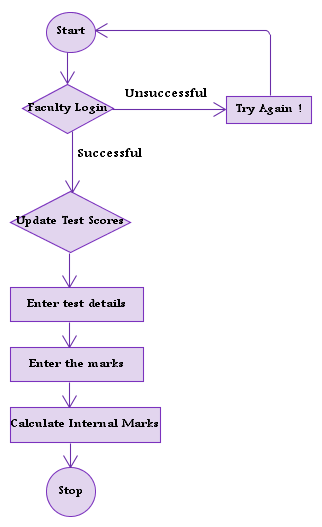 Start
Unsuccessful
Faculty Login
Try Again !
Successful
Update Test Scores
Enter test details
Enter the marks
Calculate Internal Marks
Stop